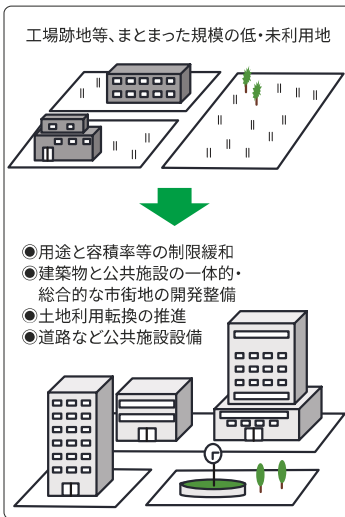 工場跡地等、まとまった規模の低・未利用地
◉用途と容積率等の制限緩和
◉建築物と公共施設の一体的・
総合的な市街地の開発整備
◉土地利用転換の推進
◉道路など公共施設設備